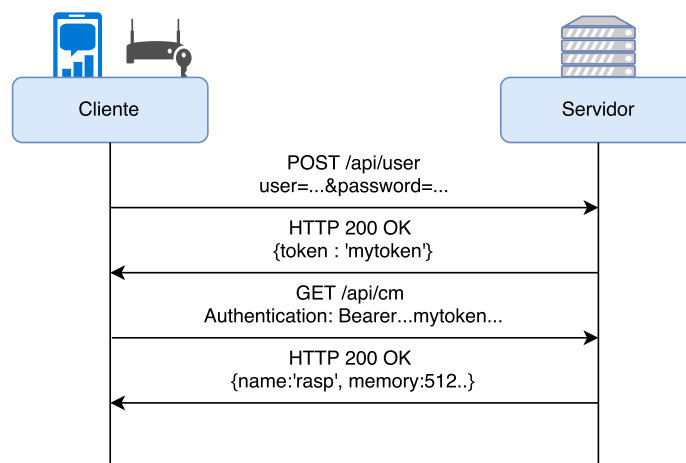 Cliente
Servidor
POST /api/user
user=...&password=...
HTTP 200 OK
{token : 'mytoken'}
GET /api/cm
Authentication: Bearer...mytoken...
HTTP 200 OK
{name:'rasp', memory:512..}